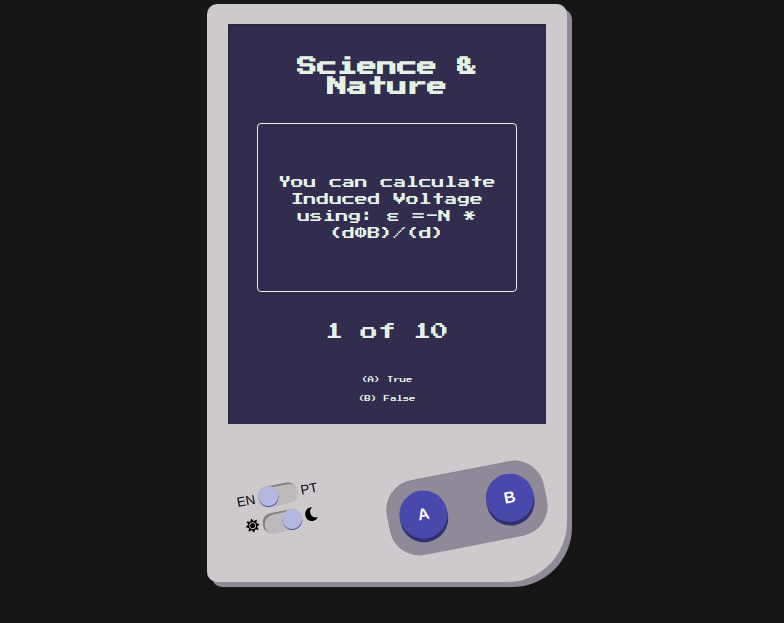 Science &
Nature
You can calculate
Induced Voltage
using: ε =-N *
(dΦB)/(d)
1 of 10
(A) True
(B) False
EN PT
A B